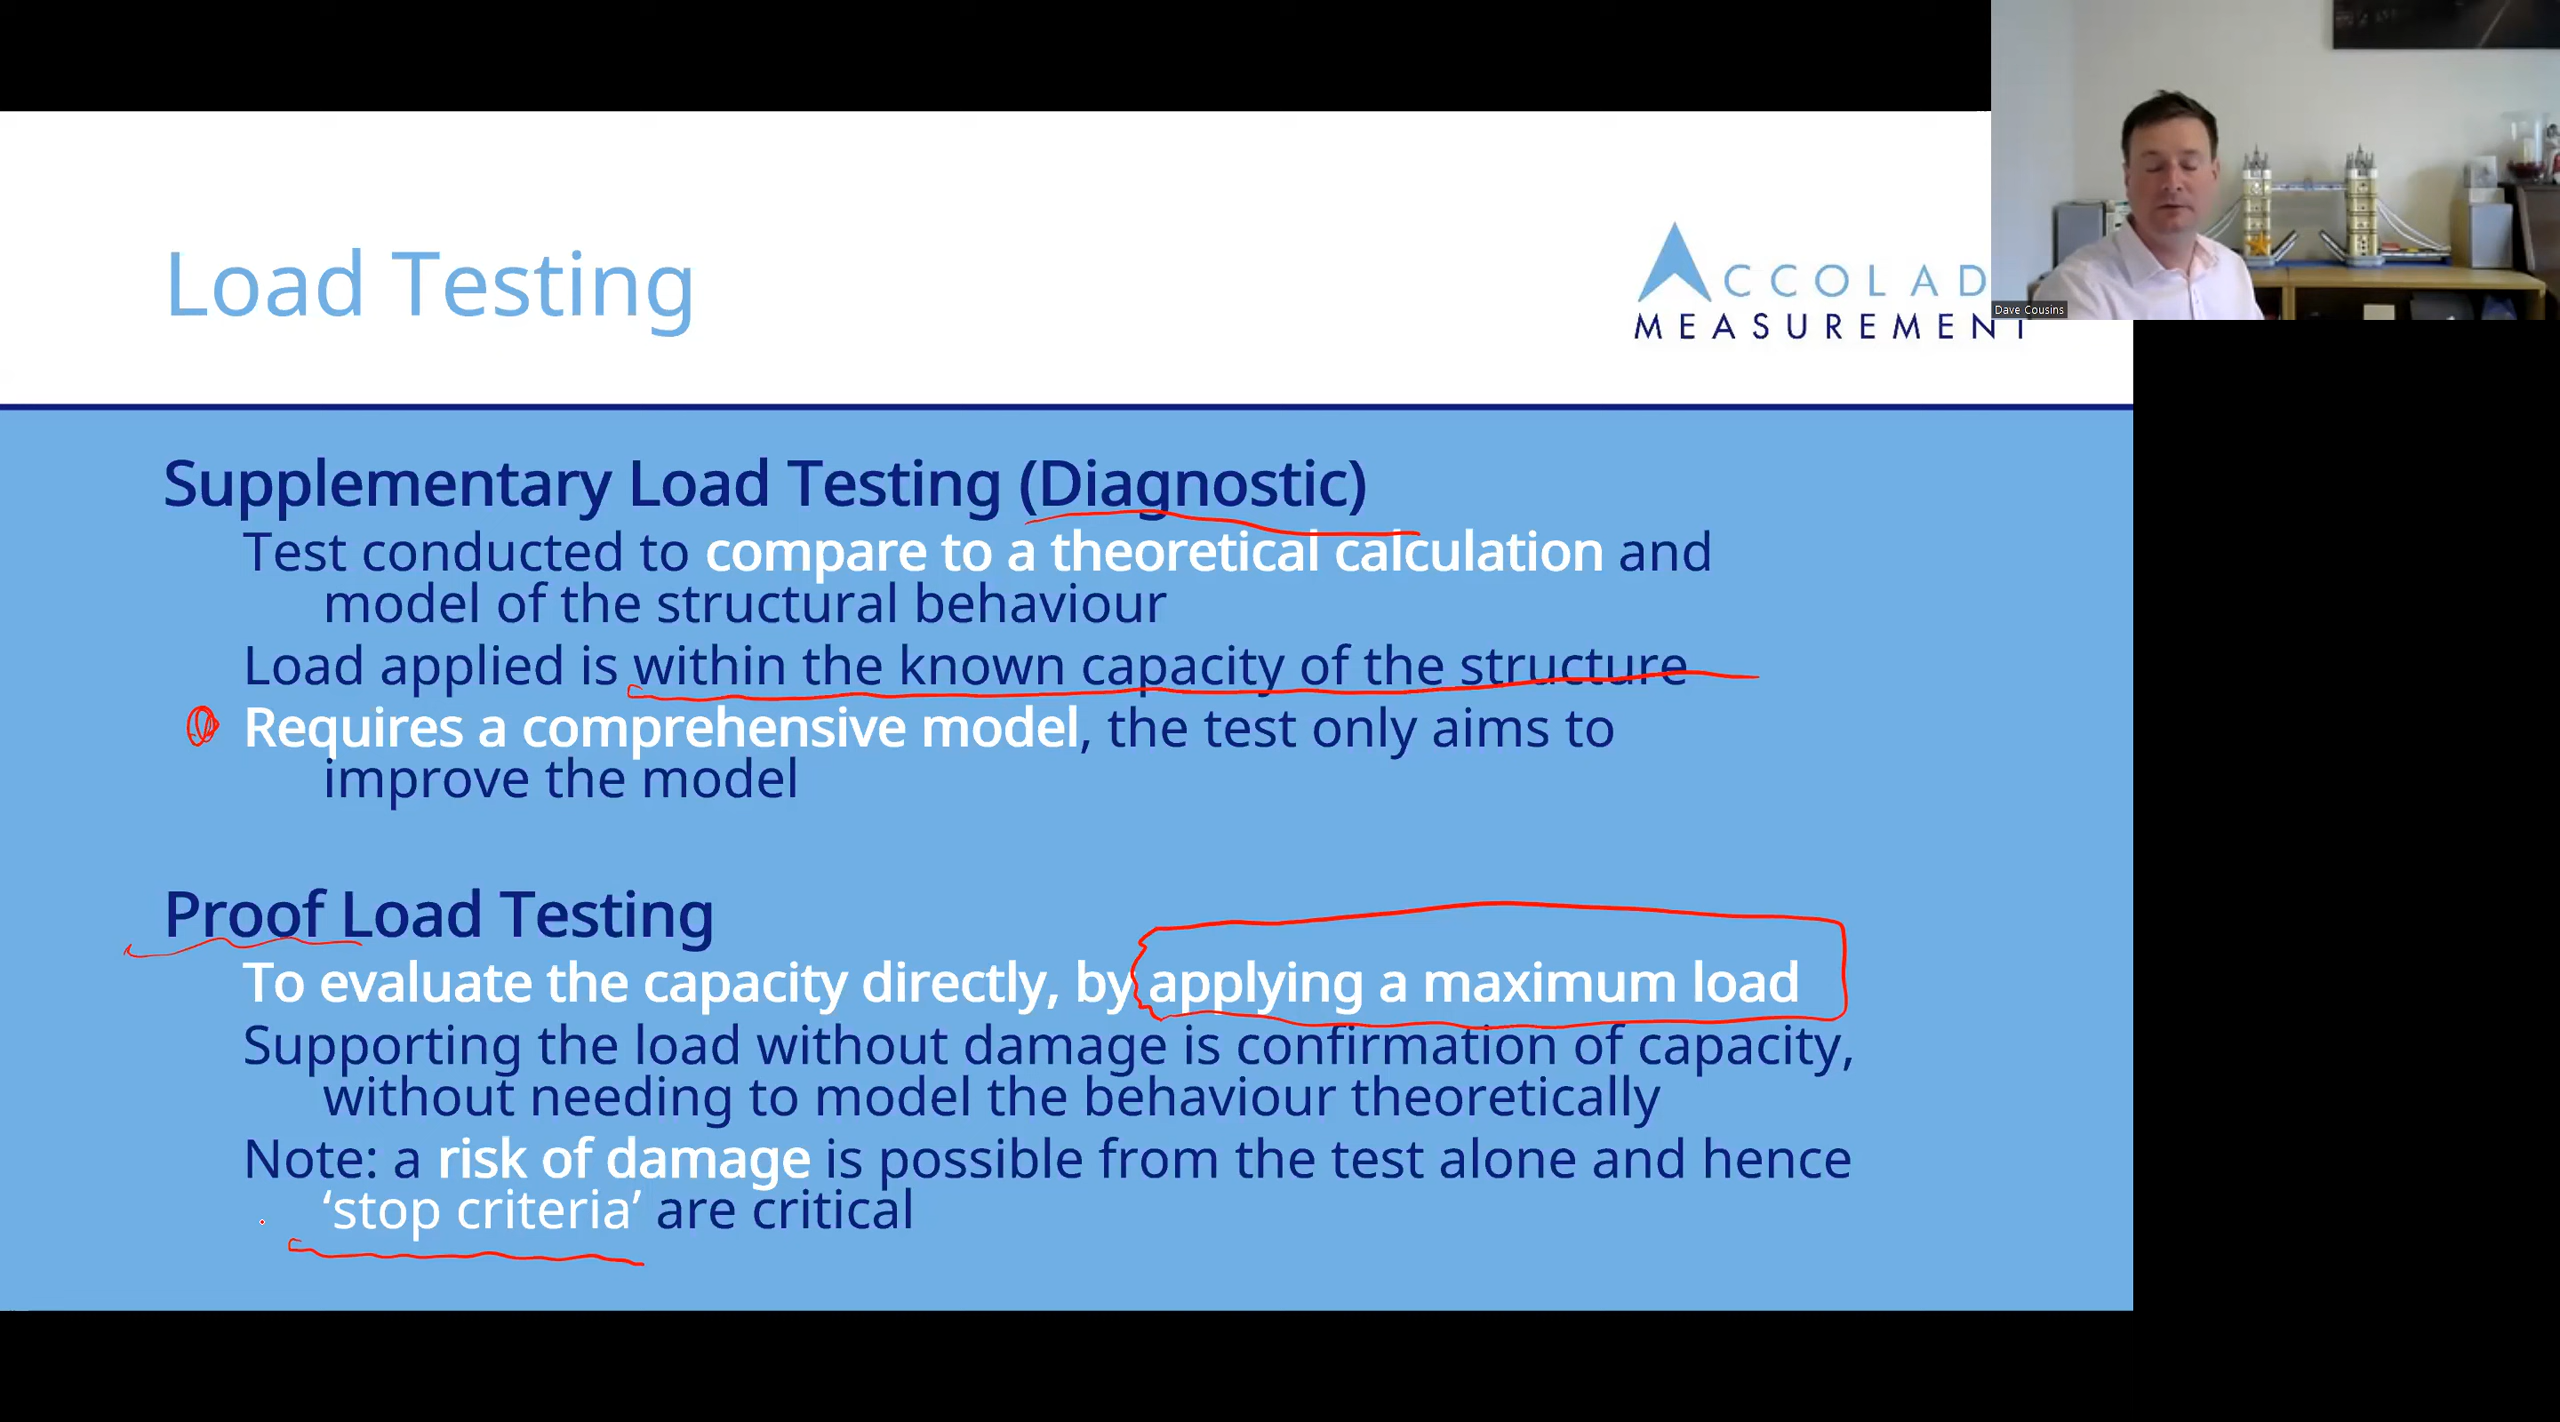 Load Testing
ACCOLAD
MEASUREMENT
Dave Cousins
Supplementary Load Testing (Diagnostic)
Test conducted to compare to a theoretical calculation and
model of the structural behaviour
Load applied is within the known capacity of the structure
Requires a comprehensive model, the test only aims to
improve the model
Proof Load Testing
To evaluate the capacity directly, by applying a maximum load
Supporting the load without damage is confirmation of capacity,
without needing to model the behaviour theoretically
Note: a risk of damage is possible from the test alone and hence
‘stop criteria’ are critical